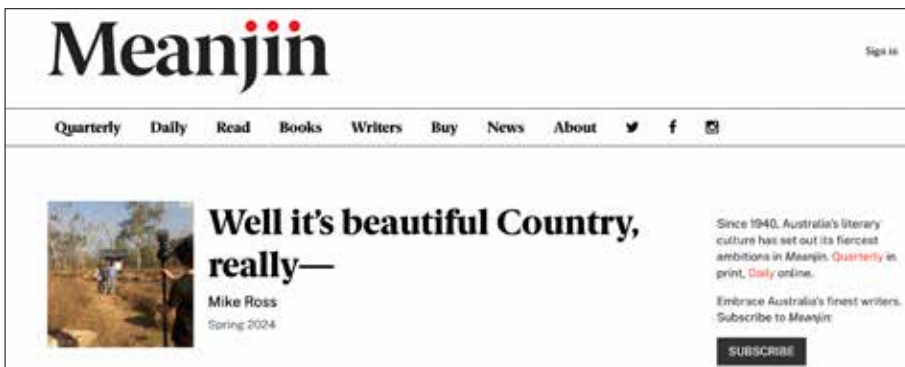 Meanjin
Sign in
Quarterly Daily Read Books Writers Buy News About
Well it's beautiful Country,
really—
Mike Ross
Spring 2024
Since 1940, Australia's literary
culture has set out its fiercest
ambitions in Meanjin. Quarterly in
print, Daily online.
Embrace Australia's finest writers.
Subscribe to Meanjin:
SUBSCRIBE